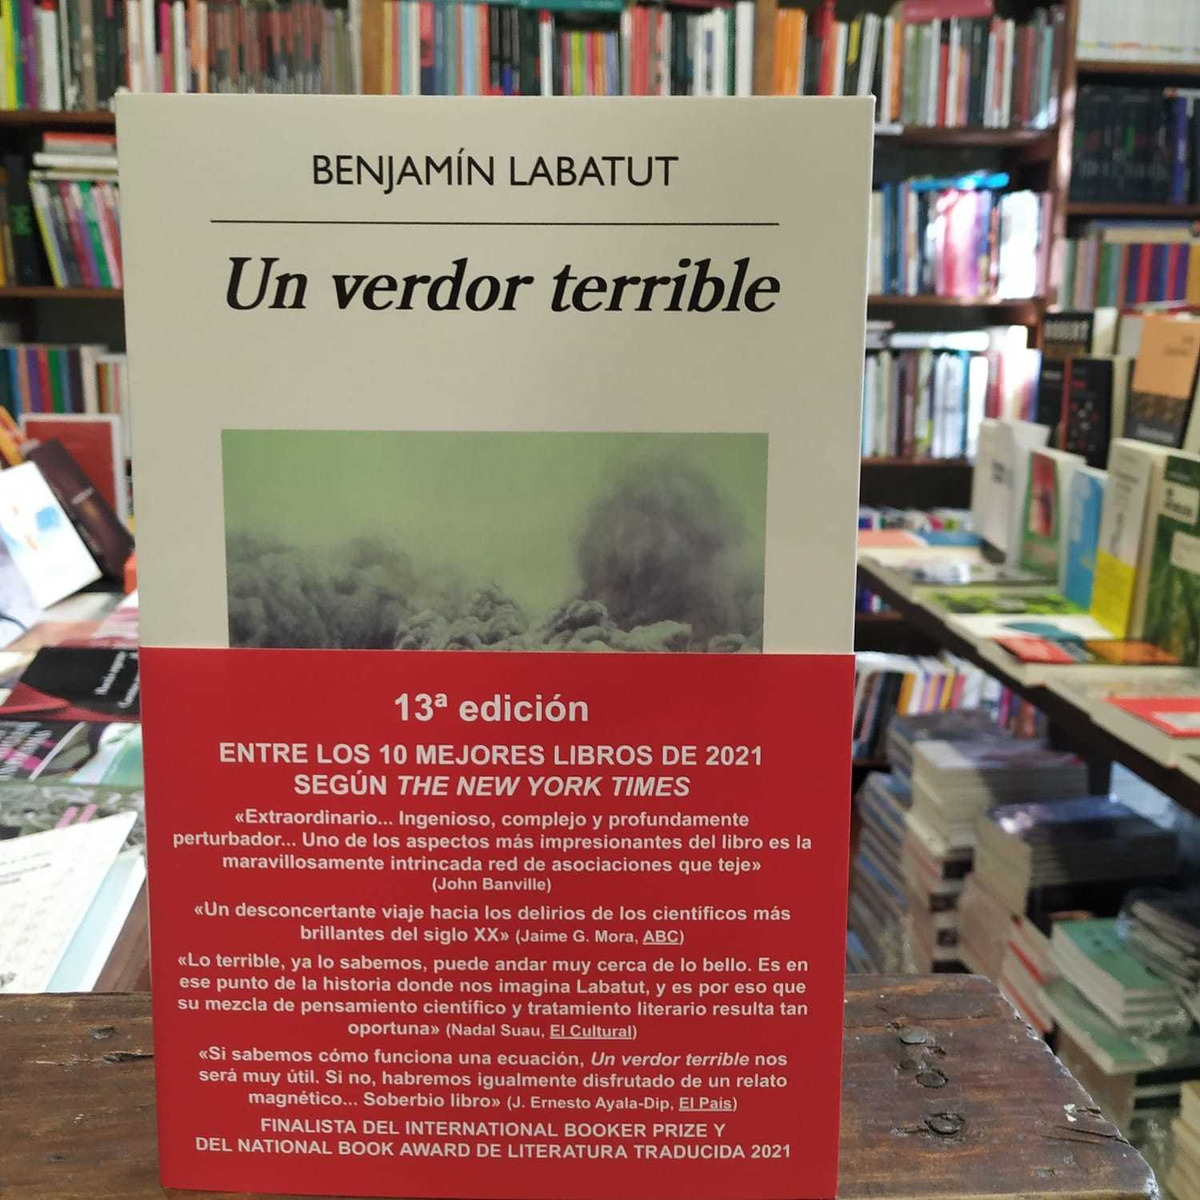 BENJAMÍN LABATUT
Un verdor terrible
13ª edición
ENTRE LOS 10 MEJORES LIBROS DE 2021
SEGÚN THE NEW YORK TIMES
«Extraordinario... Ingenioso, complejo y profundamente
perturbador... Uno de los aspectos más impresionantes del libro es la
maravillosamente intrincada red de asociaciones que teje»
(John Banville)
«Un desconcertante viaje hacia los delirios de los científicos más
brillantes del siglo XX» (Jaime G. Mora, ABC)
«Lo terrible, ya lo sabemos, puede andar muy cerca de lo bello. Es en
ese punto de la historia donde nos imagina Labatut, y es por eso que
su mezcla de pensamiento científico y tratamiento literario resulta tan
oportuna» (Nadal Suau, El Cultural)
«Si sabemos cómo funciona una ecuación, Un verdor terrible nos
será muy útil. Si no, habremos igualmente disfrutado de un relato
magnético... Soberbio libro» (J. Ernesto Ayala-Dip, El País)
FINALISTA DEL INTERNATIONAL BOOKER PRIZE Y
DEL NATIONAL BOOK AWARD DE LITERATURA TRADUCIDA 2021